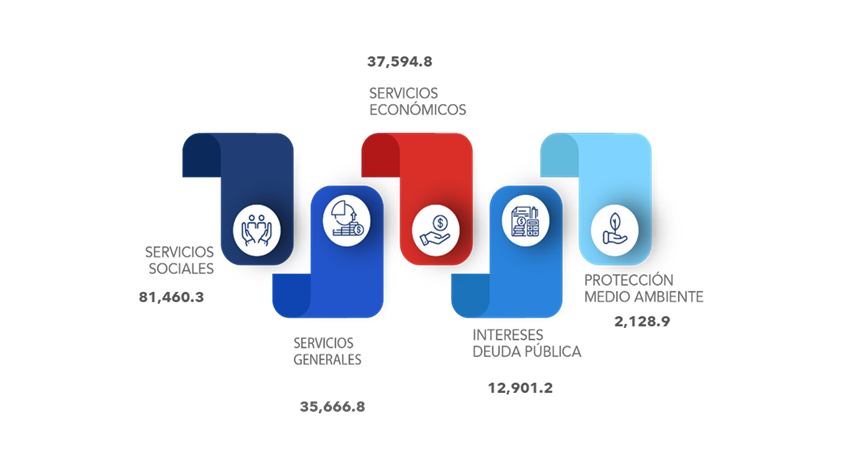 37,594.8
SERVICIOS
ECONÓMICOS
SERVICIOS
SOCIALES
81,460.3
SERVICIOS
GENERALES
35,666.8
INTERESES
DEUDA PÚBLICA
12,901.2
PROTECCIÓN
MEDIO AMBIENTE
2,128.9